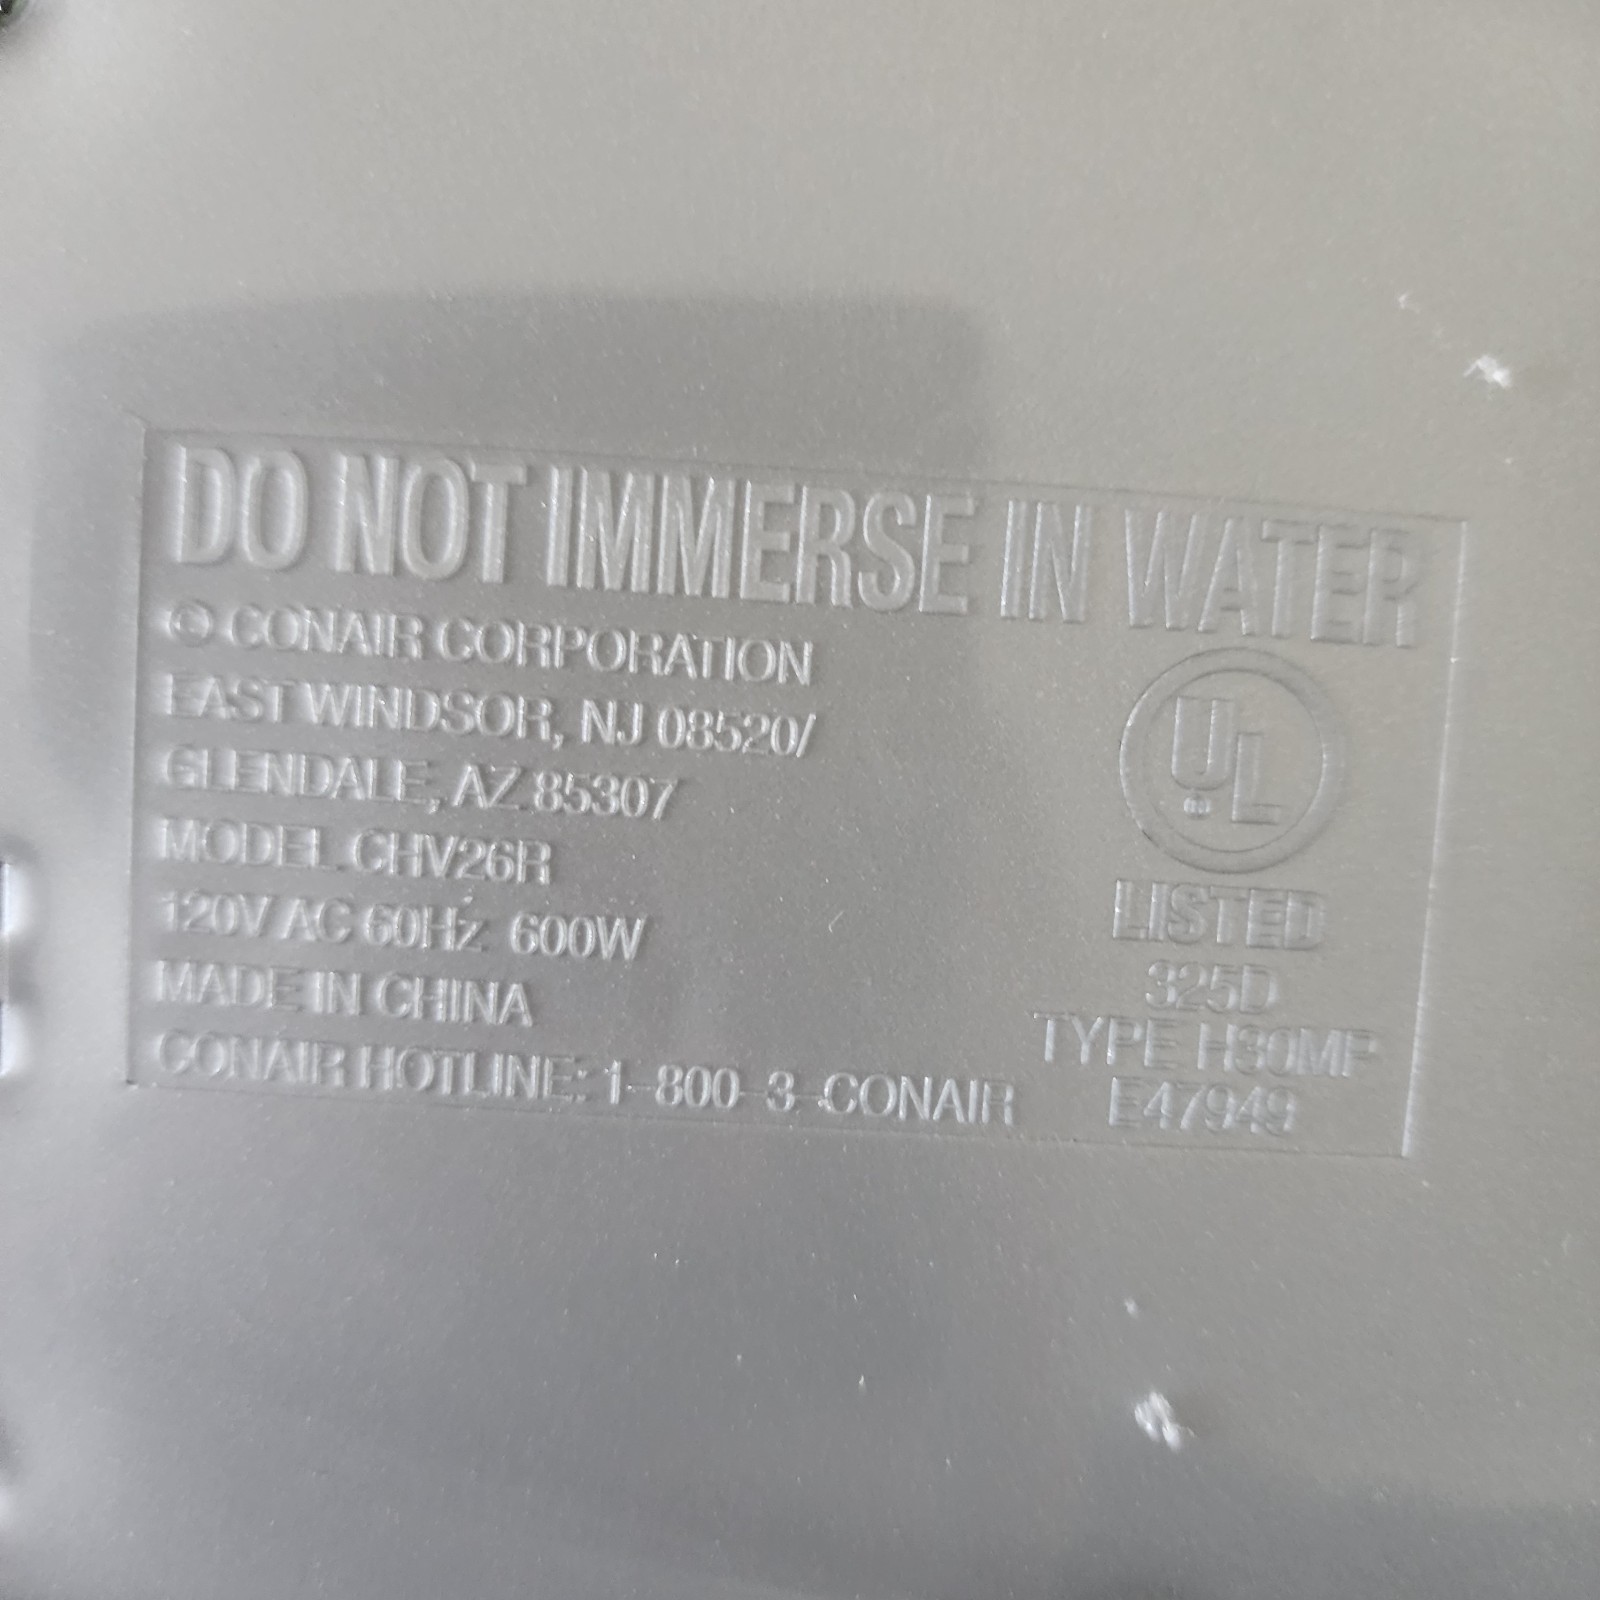 DO NOT IMMERSE IN WATER
© CONAIR CORPORATION
EAST WINDSOR, NJ 08520/
GLENDALE, AZ 85307
MODEL CHV26R
120V AC 60Hz 600W
MADE IN CHINA
CONAIR HOTLINE: 1-800-3-CONAIR
UL
®
LISTED
325D
TYPE H30MP
E47949